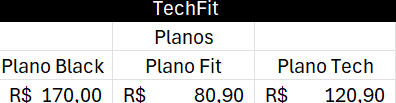 TechFit
Planos
Plano Black Plano Fit Plano Tech
R$ 170,00 R$ 80,90 R$ 120,90